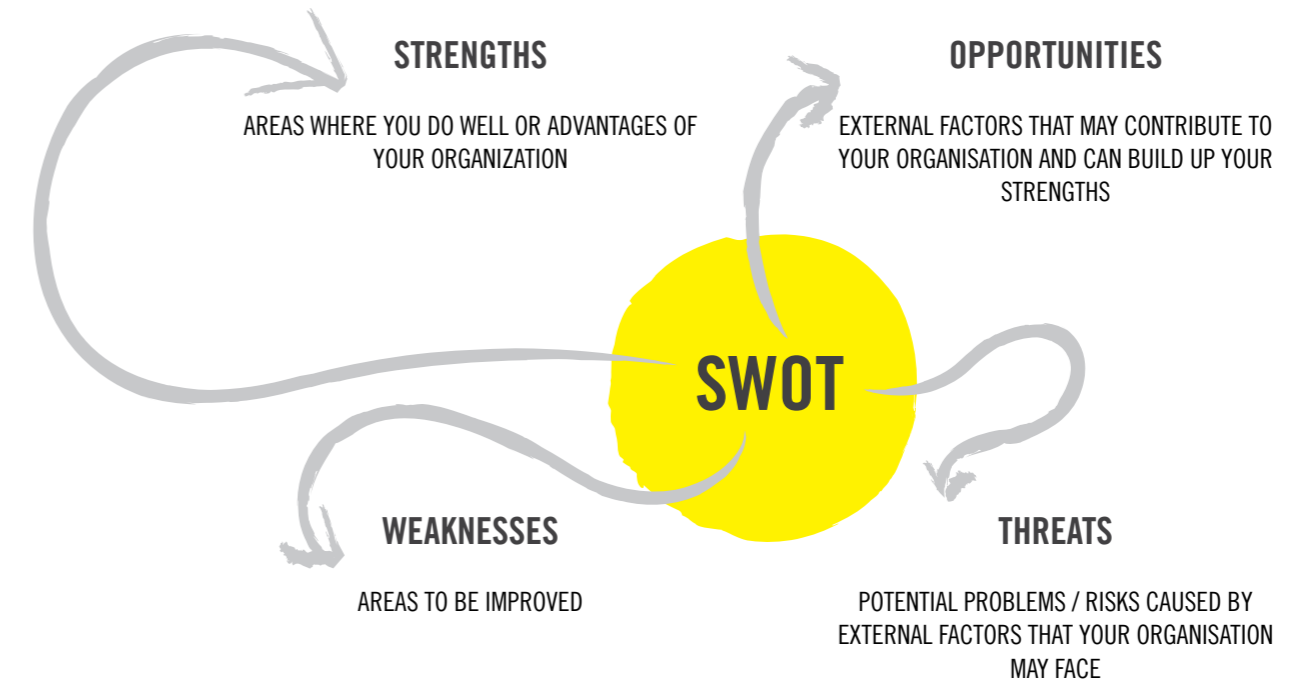 STRENGTHS
AREAS WHERE YOU DO WELL OR ADVANTAGES OF
YOUR ORGANIZATION
OPPORTUNITIES
EXTERNAL FACTORS THAT MAY CONTRIBUTE TO
YOUR ORGANISATION AND CAN BUILD UP YOUR
STRENGTHS
SWOT
WEAKNESSES
AREAS TO BE IMPROVED
THREATS
POTENTIAL PROBLEMS / RISKS CAUSED BY
EXTERNAL FACTORS THAT YOUR ORGANISATION
MAY FACE